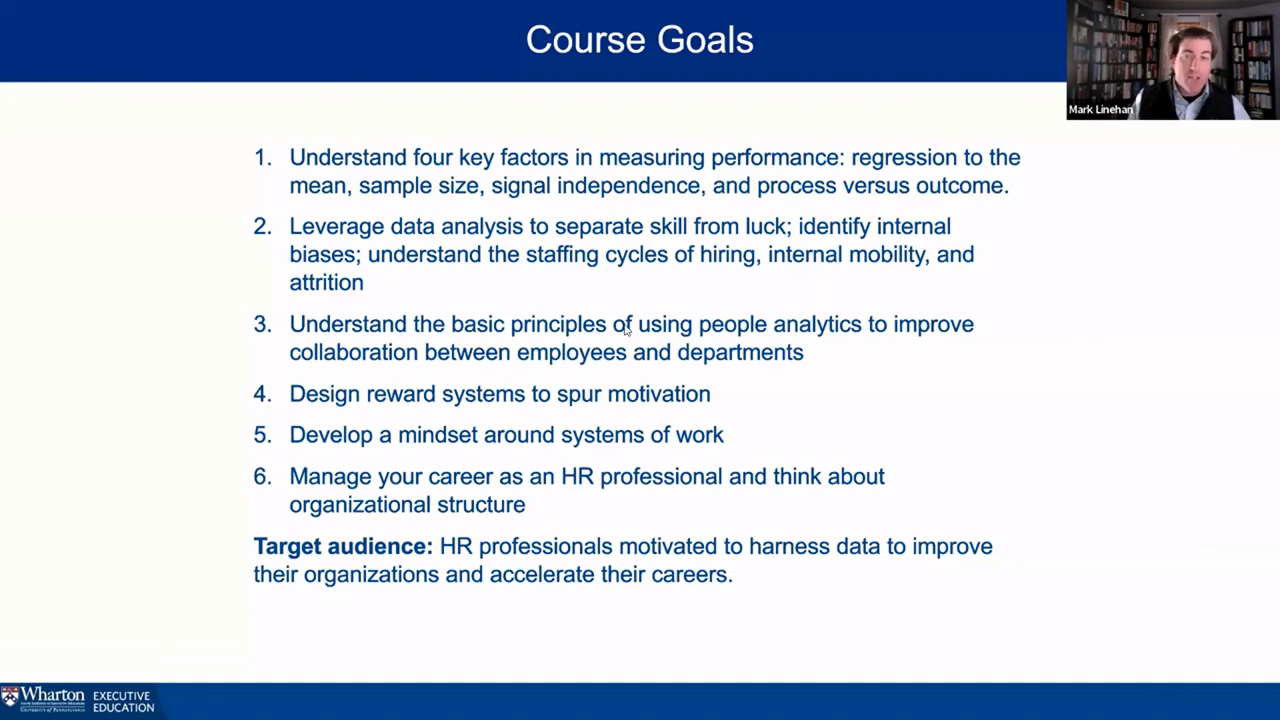 Course Goals
Mark Linehan
1. Understand four key factors in measuring performance: regression to the
mean, sample size, signal independence, and process versus outcome.
2. Leverage data analysis to separate skill from luck; identify internal
biases; understand the staffing cycles of hiring, internal mobility, and
attrition
3. Understand the basic principles of using people analytics to improve
collaboration between employees and departments
4. Design reward systems to spur motivation
5. Develop a mindset around systems of work
6. Manage your career as an HR professional and think about
organizational structure
Target audience: HR professionals motivated to harness data to improve
their organizations and accelerate their careers.
Wharton
UNIVERSITY of PENNSYLVANIA
EXECUTIVE
EDUCATION